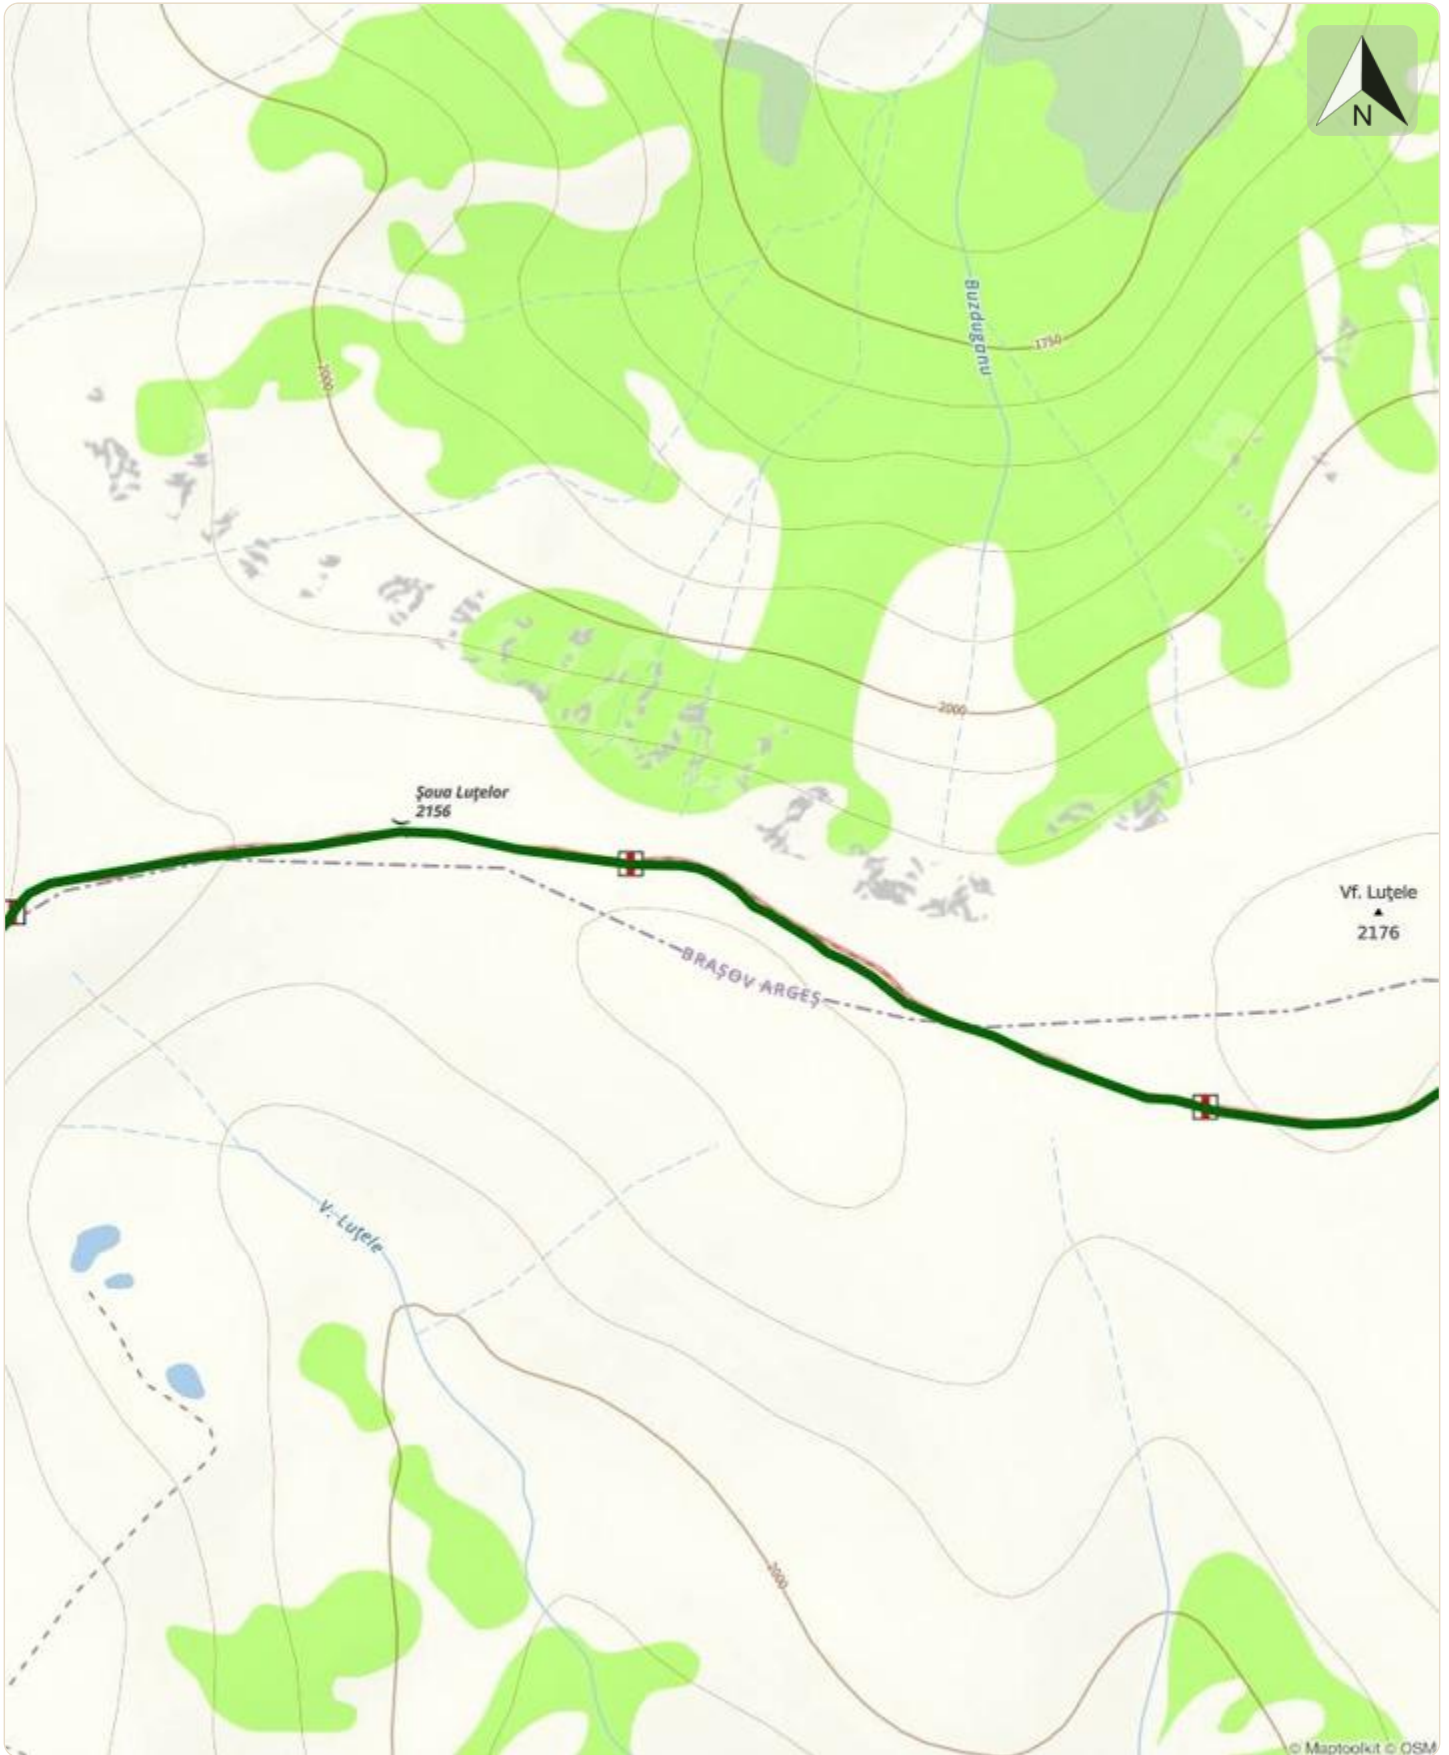 N
Buzduganu
1750
2000
2000
Şaua Luţelor
2156
Vf. Luţele
2176
BRAŞOV ARGEŞ
V. Luţele
2000
© Maptoolkit © OSM